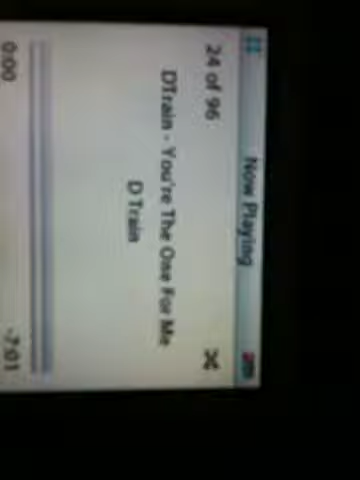 Now Playing
24 of 96
DTrain - You're The One For Me
D Train
0:00 -7:01